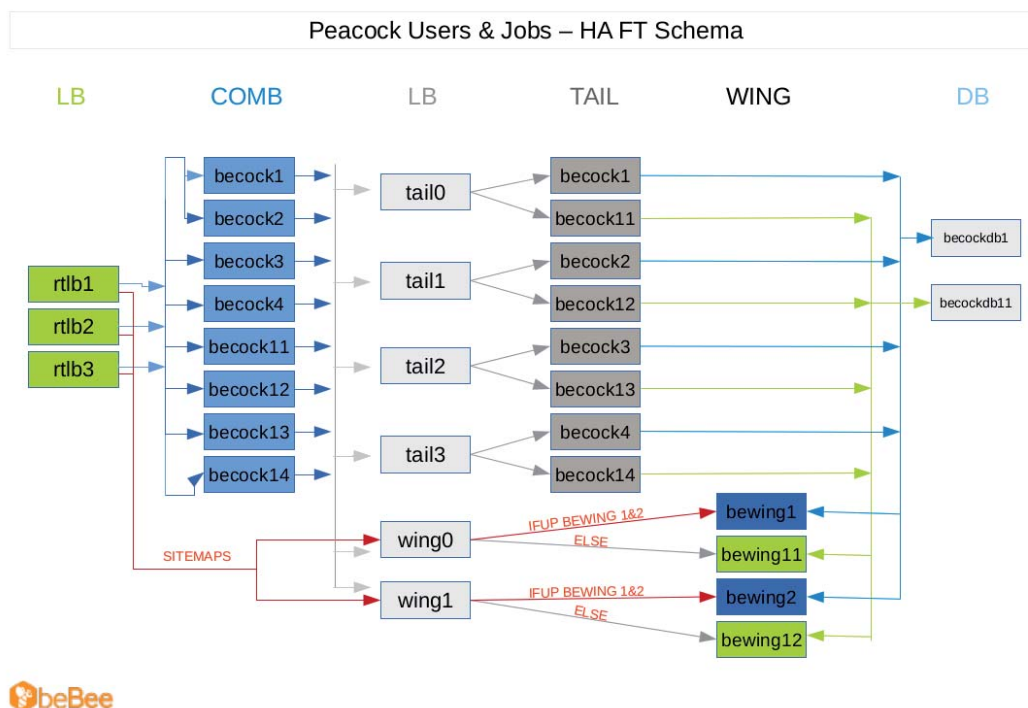 Peacock Users & Jobs – HA FT Schema
LB
COMB
LB
TAIL
WING
DB
rtlb1
rtlb2
rtlb3
becock1
becock2
becock3
becock4
becock11
becock12
becock13
becock14
tail0
tail1
tail2
tail3
wing0
wing1
becock1
becock11
becock2
becock12
becock3
becock13
becock4
becock14
SITEMAPS
IFUP BEWING 1&2
ELSE
IFUP BEWING 1&2
ELSE
bewing1
bewing11
bewing2
bewing12
becockdb1
becockdb11
beBee